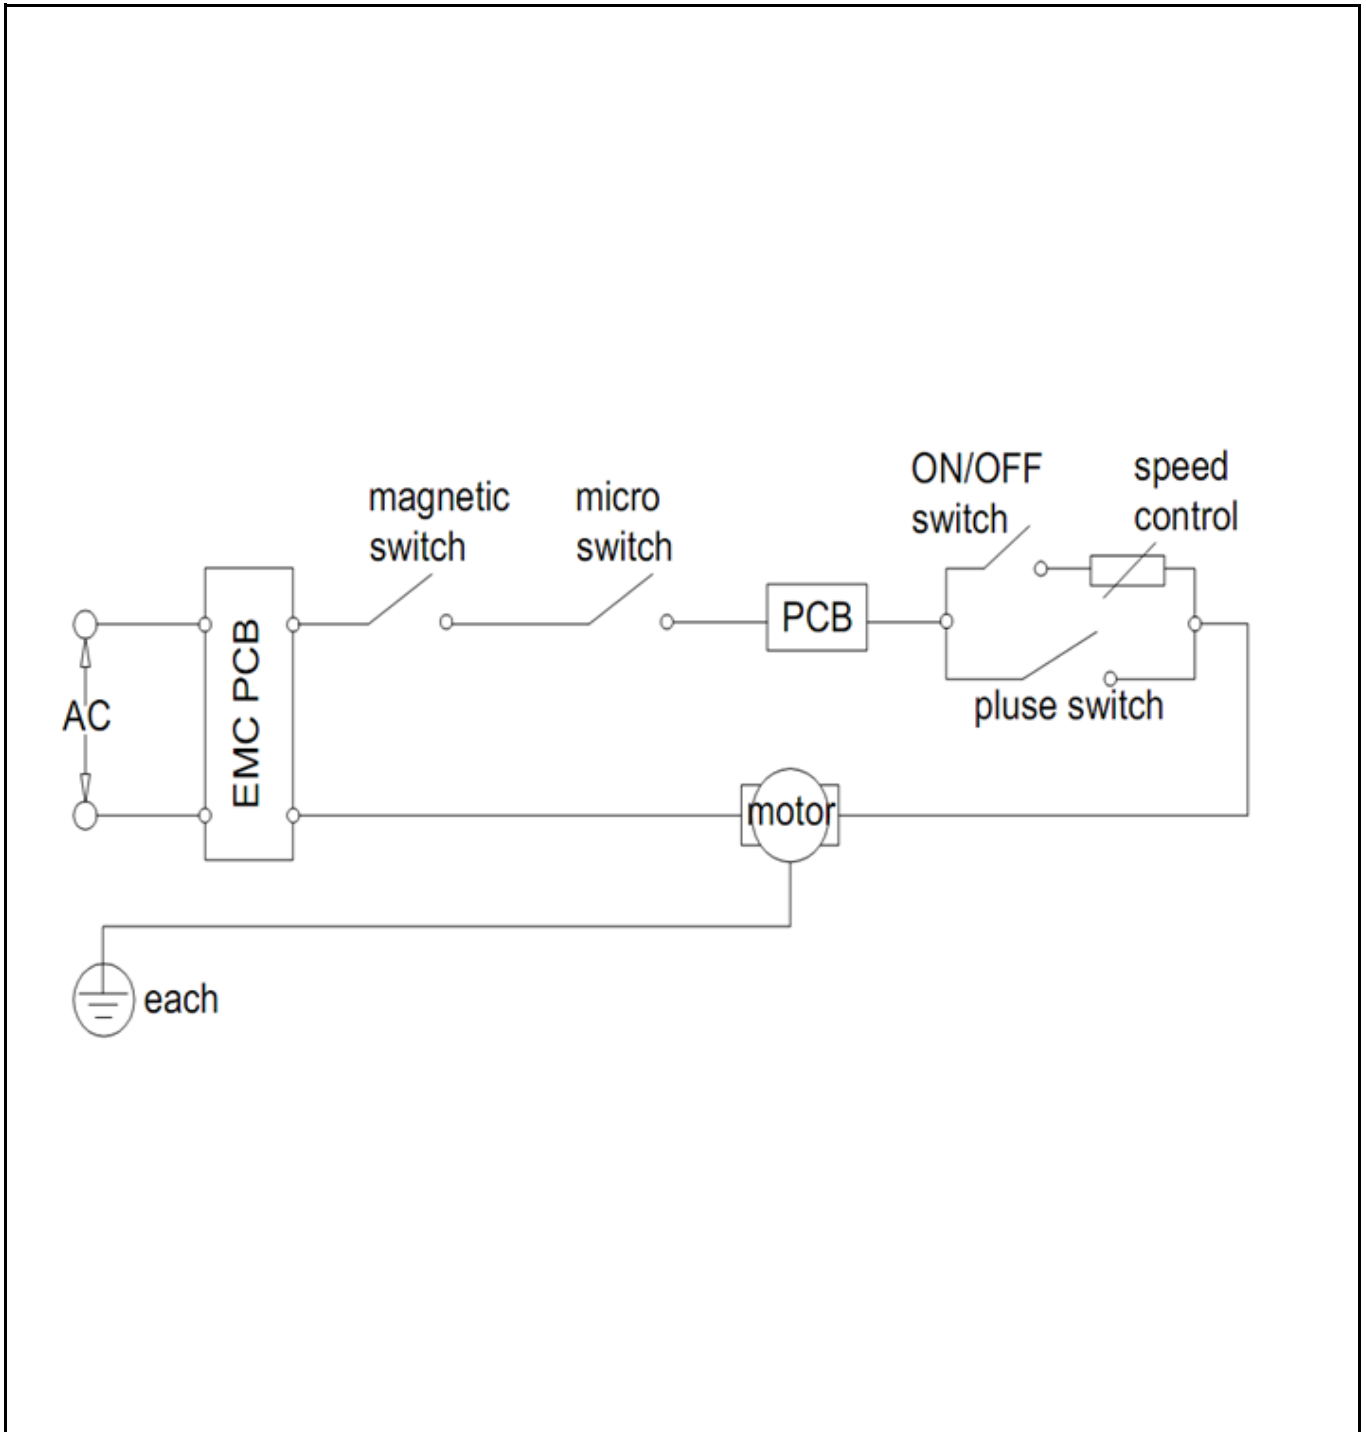 ON/OFF
switch
speed
control
magnetic
switch
micro
switch
PCB
EMC PCB
AC
pluse switch
motor
each